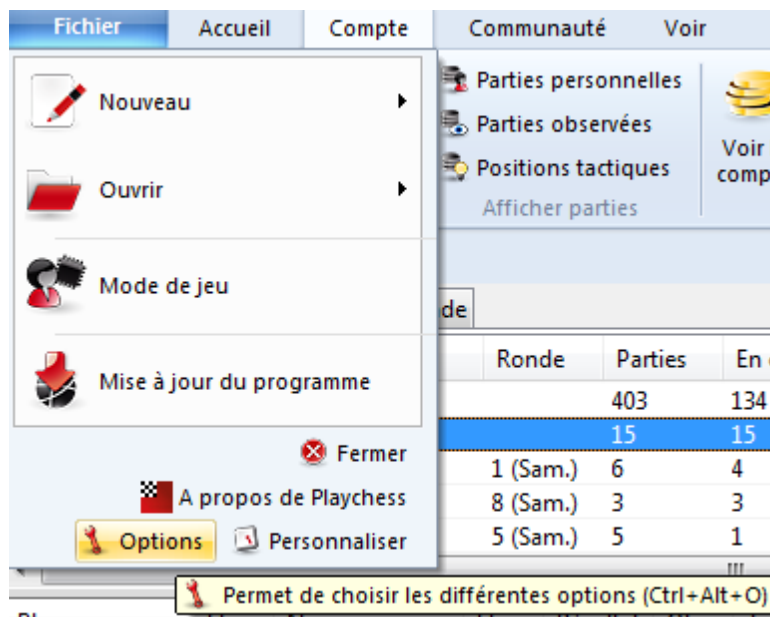 Fichier Accueil Compte Communauté Voir
Nouveau
Ouvrir
Mode de jeu
Mise à jour du programme
Fermer
A propos de Playchess
Options Personnaliser
Permet de choisir les différentes options (Ctrl+Alt+O)
Parties personnelles
Parties observées
Positions tactiques
Afficher parties
Voir
comp
de
Ronde Parties En
403 134
15 15
1 (Sam.) 6 4
8 (Sam.) 3 3
5 (Sam.) 5 1